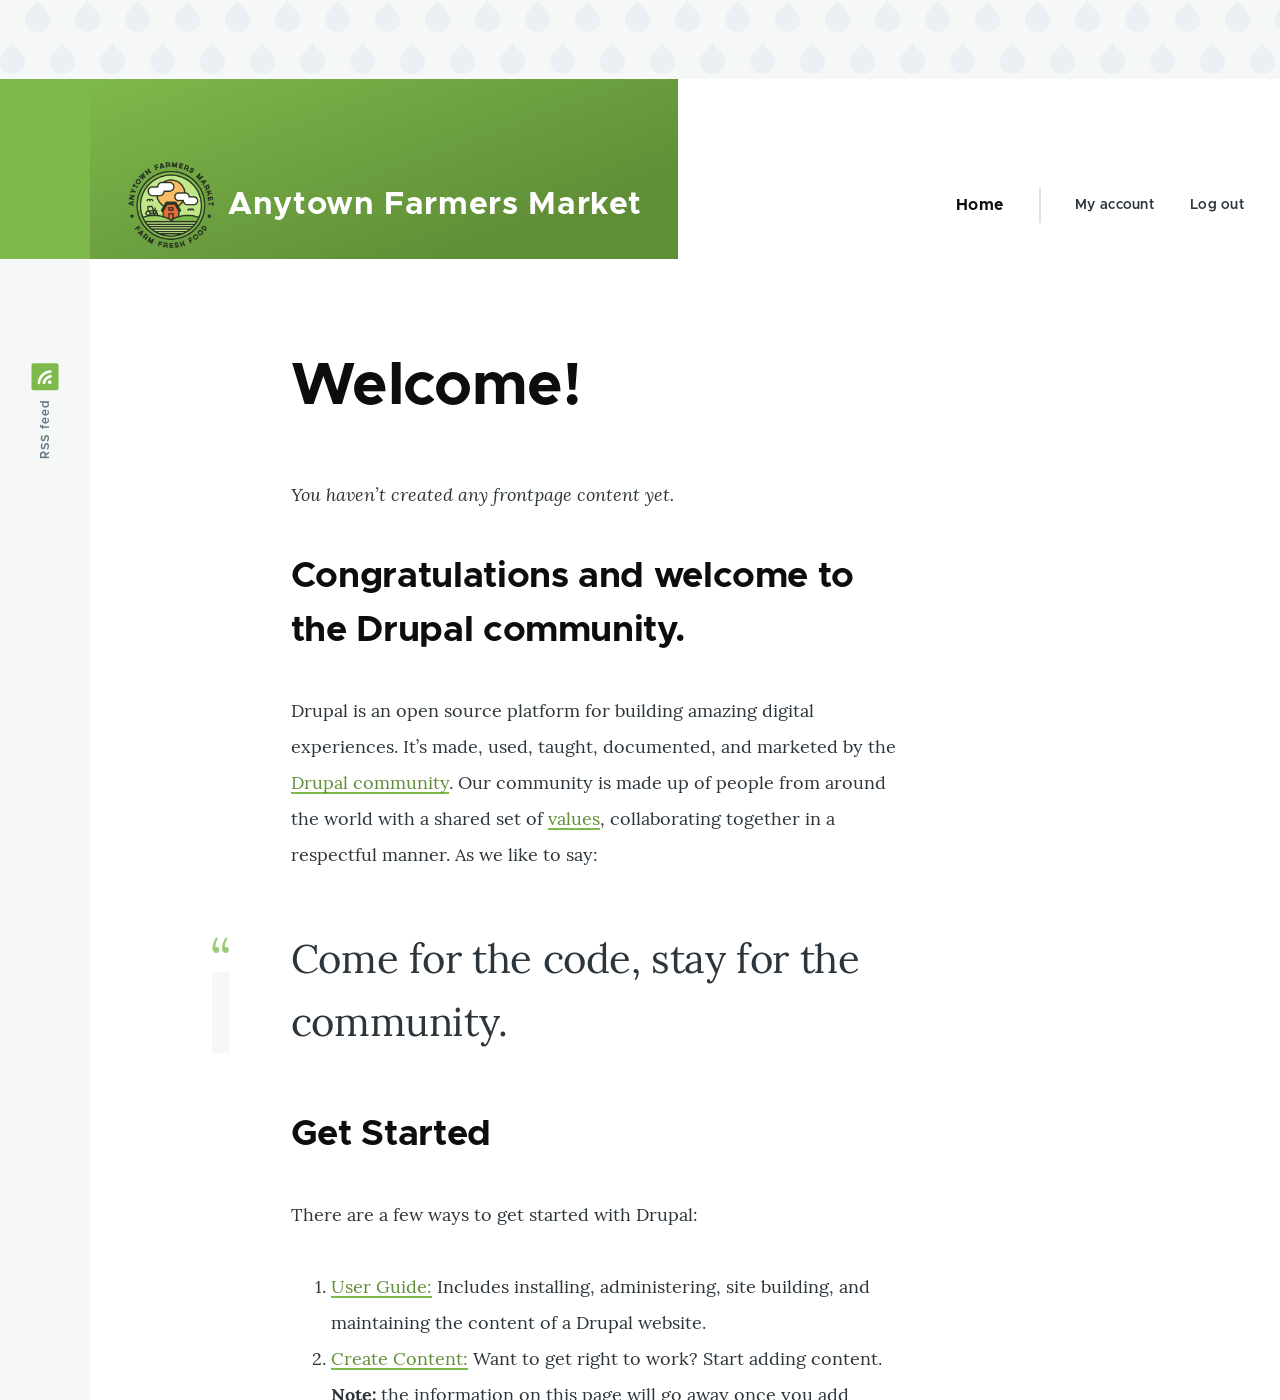 ANYTOWN FARMERS MARKET
FARM FRESH FOOD
Anytown Farmers Market
Home
My account
Log out
RSS feed
Welcome!
You haven’t created any frontpage content yet.
Congratulations and welcome to
the Drupal community.
Drupal is an open source platform for building amazing digital
experiences. It’s made, used, taught, documented, and marketed by the
Drupal community. Our community is made up of people from around
the world with a shared set of values, collaborating together in a
respectful manner. As we like to say:
“
Come for the code, stay for the
community.
Get Started
There are a few ways to get started with Drupal:
1. User Guide: Includes installing, administering, site building, and
maintaining the content of a Drupal website.
2. Create Content: Want to get right to work? Start adding content.
Note: the information on this page will go away once you add